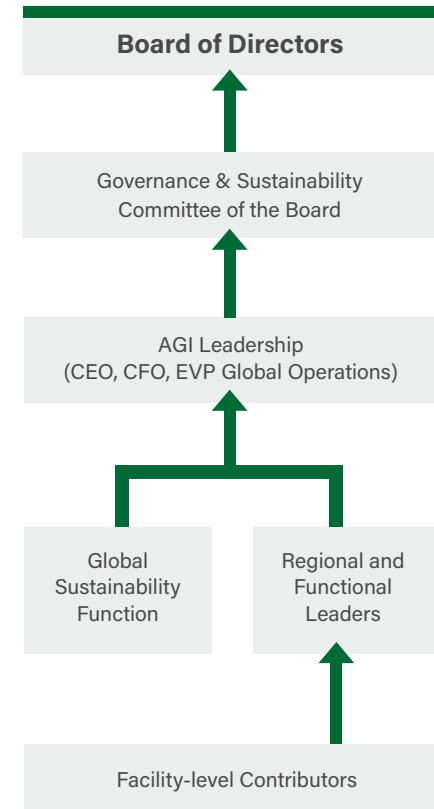 Board of Directors
Governance & Sustainability
Committee of the Board
AGI Leadership
(CEO, CFO, EVP Global Operations)
Global
Sustainability
Function
Regional and
Functional
Leaders
Facility-level Contributors